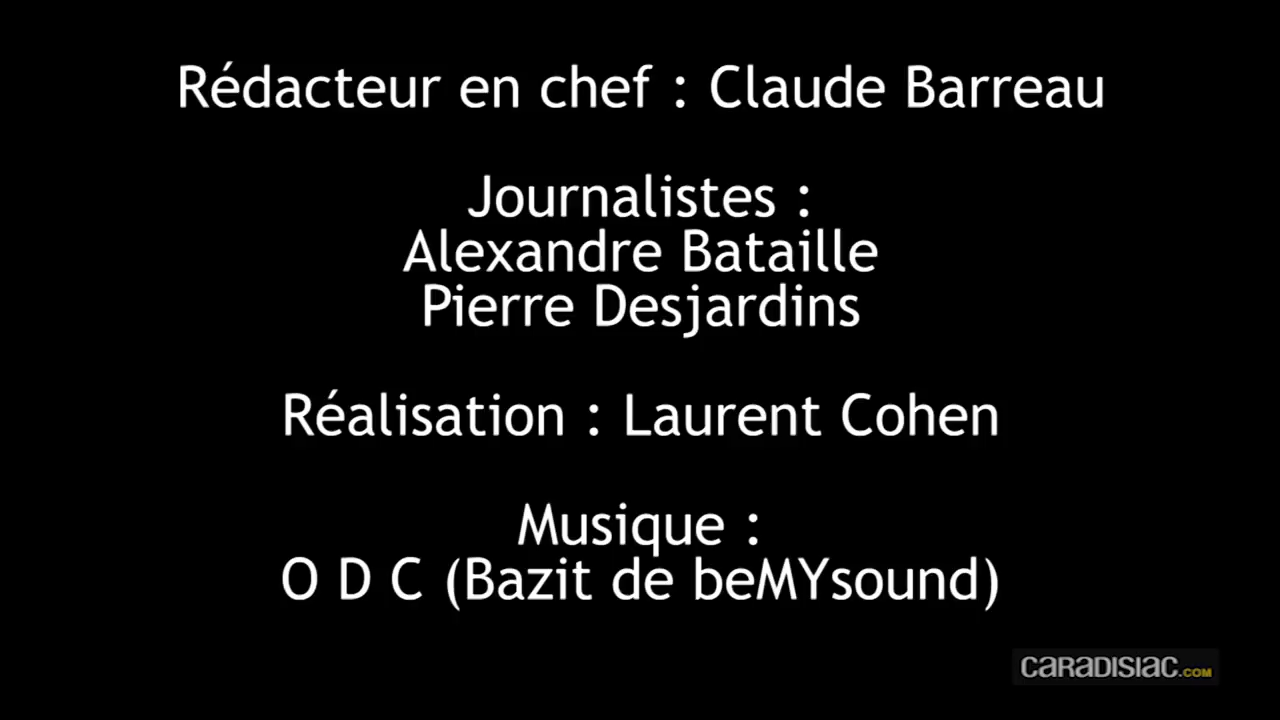 Rédacteur en chef : Claude Barreau
Journalistes :
Alexandre Bataille
Pierre Desjardins
Réalisation : Laurent Cohen
Musique :
O D C (Bazit de beMYsound)
CARADISIAC.COM